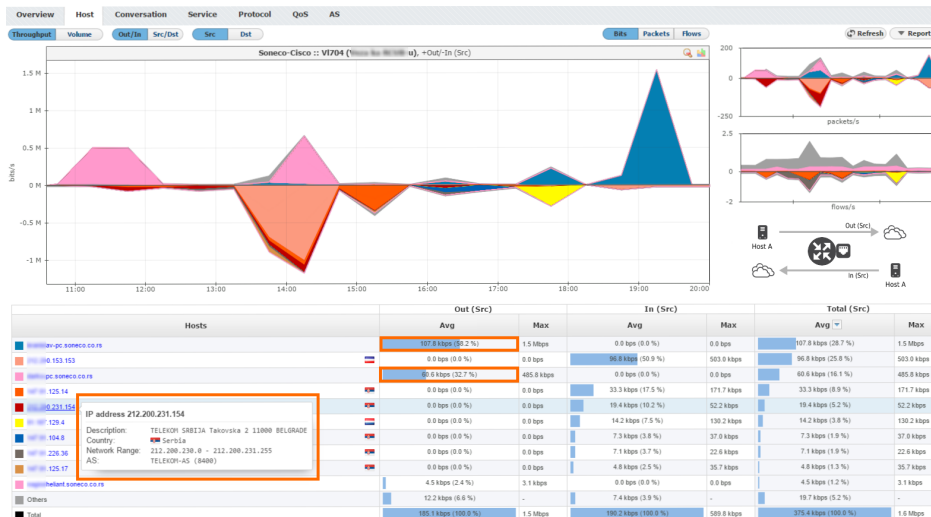 Overview Host Conversation Service Protocol QoS AS
Throughput Volume Out/In Src/Dst Src Dst Bits Packets Flows Refresh Report
Soneco-Cisco :: Vl704 ( u), +Out/-In (Src)
bits/s
1.5 M
1 M
0.5 M
0 M
-0.5 M
-1 M
11:00 12:00 13:00 14:00 15:00 16:00 17:00 18:00 19:00 20:00
200
0
-250
packets/s
2.5
0
-2
flows/s
Out (Src)
Host A
In (Src)
Host A
Out (Src) In (Src) Total (Src)
Hosts Avg Max Avg Max Avg Max
av-pc.soneco.co.rs 107.8 kbps (58.2 %) 1.5 Mbps 0.0 bps (0.0 %) 0.0 bps 107.8 kbps (28.7 %) 1.5 Mbps
0.153.153 0.0 bps (0.0 %) 0.0 bps 96.8 kbps (50.9 %) 503.0 kbps 96.8 kbps (25.8 %) 503.0 kbps
pc.soneco.co.rs 60.6 kbps (32.7 %) 485.8 kbps 0.0 bps (0.0 %) 0.0 bps 60.6 kbps (16.1 %) 485.8 kbps
.125.14 0.0 bps (0.0 %) 0.0 bps 33.3 kbps (17.5 %) 171.7 kbps 33.3 kbps (8.9 %) 171.7 kbps
0.231.154 0.0 bps (0.0 %) 0.0 bps 19.4 kbps (10.2 %) 52.2 kbps 19.4 kbps (5.2 %) 52.2 kbps
.129.4 0.0 bps (0.0 %) 0.0 bps 14.2 kbps (7.5 %) 130.2 kbps 14.2 kbps (3.8 %) 130.2 kbps
.104.8 0.0 bps (0.0 %) 0.0 bps 7.3 kbps (3.8 %) 37.0 kbps 7.3 kbps (1.9 %) 37.0 kbps
.226.36 0.0 bps (0.0 %) 0.0 bps 7.1 kbps (3.7 %) 22.6 kbps 7.1 kbps (1.9 %) 22.6 kbps
.125.17 0.0 bps (0.0 %) 0.0 bps 4.8 kbps (2.5 %) 35.7 kbps 4.8 kbps (1.3 %) 35.7 kbps
heliant.soneco.co.rs 4.5 kbps (2.4 %) 3.1 kbps 0.0 bps (0.0 %) 0.0 bps 4.5 kbps (1.2 %) 3.1 kbps
Others 12.2 kbps (6.6 %) - 7.4 kbps (3.9 %) - 19.7 kbps (5.2 %) -
Total 185.1 kbps (100.0 %) 1.5 Mbps 190.2 kbps (100.0 %) 589.8 kbps 375.4 kbps (100.0 %) 1.6 Mbps
IP address 212.200.231.154
Description: TELEKOM SRBIJA Takovska 2 11000 BELGRADE
Country: Serbia
Network Range: 212.200.230.0 - 212.200.231.255
AS: TELEKOM-AS (8400)